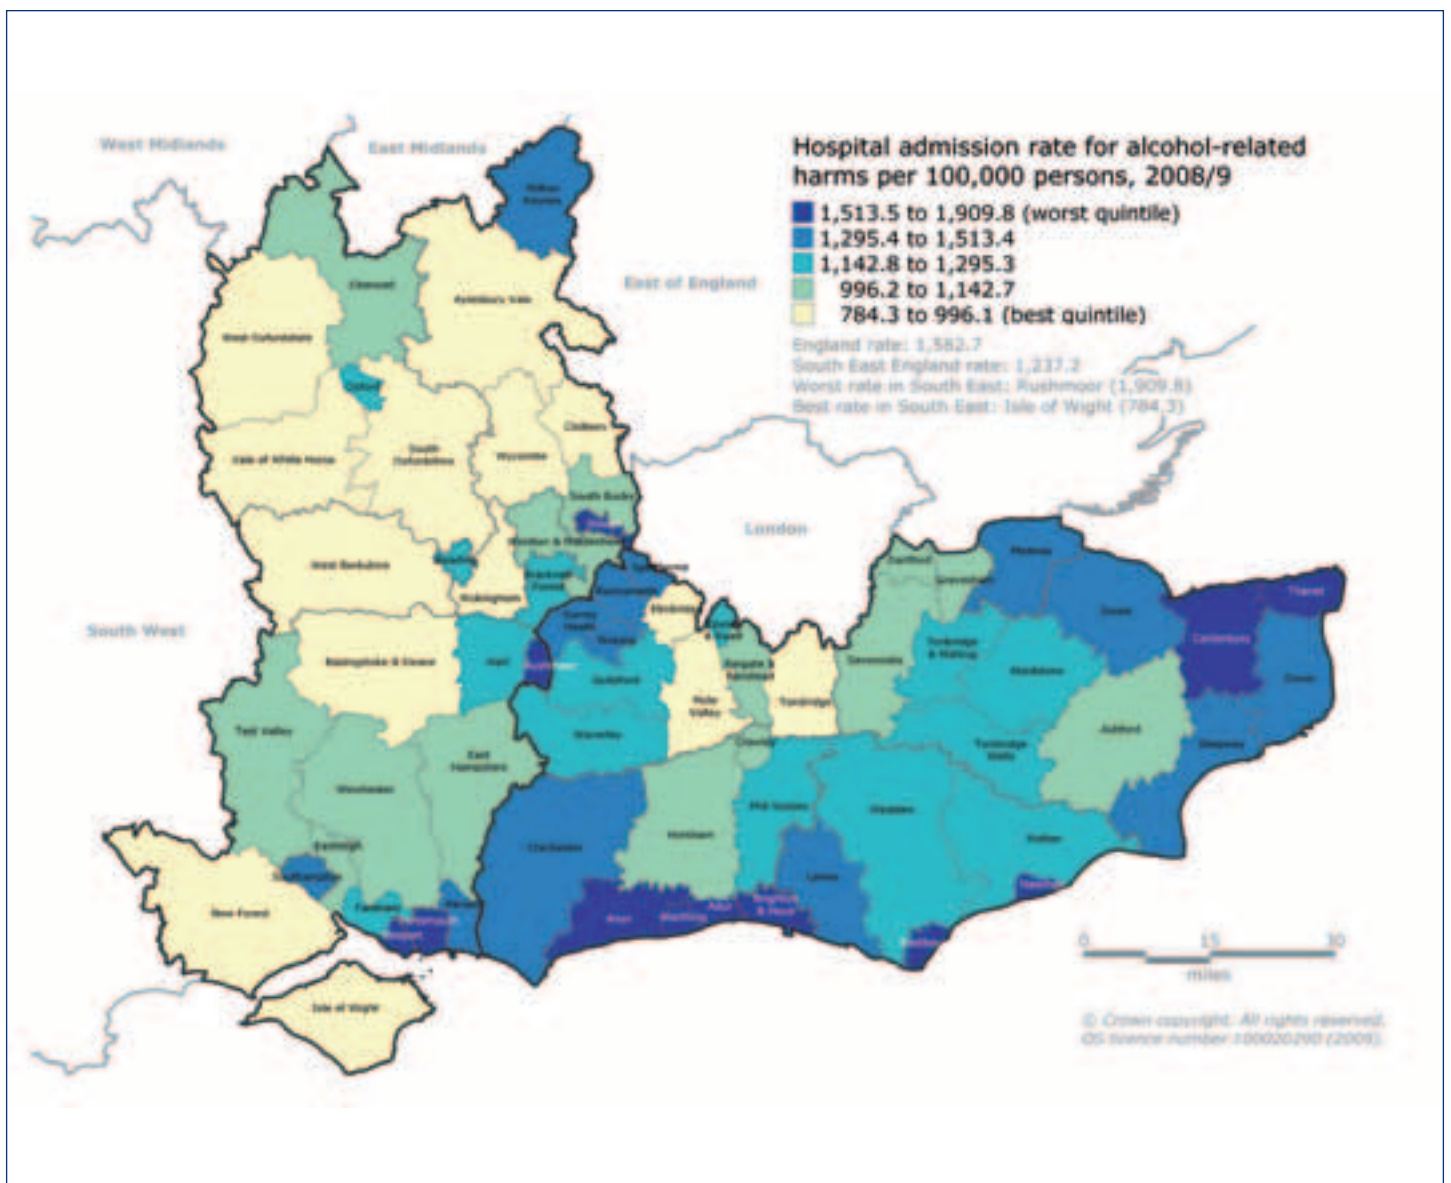 West Midlands
East Midlands
Hospital admission rate for alcohol-related
harms per 100,000 persons, 2008/9
1,513.5 to 1,909.8 (worst quintile)
1,295.4 to 1,513.4
1,142.8 to 1,295.3
996.2 to 1,142.7
784.3 to 996.1 (best quintile)
England rate: 1,582.7
South East England rate: 1,237.2
Worst rate in South East: Rushmoor (1,909.8)
Best rate in South East: Isle of Wight (784.3)
East of England
Milton
Keynes
Cherwell
Aylesbury Vale
West Oxfordshire
Oxford
Chiltern
Vale of White Horse
South
Oxfordshire
Wycombe
South Bucks
London
Windsor & Maidenhead
West Berkshire
Reading
Bracknell
Forest
Wokingham
Dartford
Gravesham
Medway
Swale
Thanet
Canterbury
Dover
South West
Runnymede
Elmbridge
Surrey
Heath
Woking
Basingstoke & Deane
Hart
Rushmoor
Guildford
Mole
Valley
Reigate &
Banstead
Tandridge
Sevenoaks
Tonbridge
& Malling
Maidstone
Ashford
Shepway
Test Valley
Winchester
East
Hampshire
Waverley
Crawley
Tunbridge
Wells
Mid Sussex
Wealden
Horsham
Rother
Chichester
Lewes
Eastleigh
Southampton
New Forest
Fareham
Havant
Portsmouth
Gosport
Arun
Worthing
Adur
Brighton
& Hove
Hastings
Isle of Wight
0 15 30
miles
© Crown copyright. All rights reserved.
OS licence number 100020290 (2009).